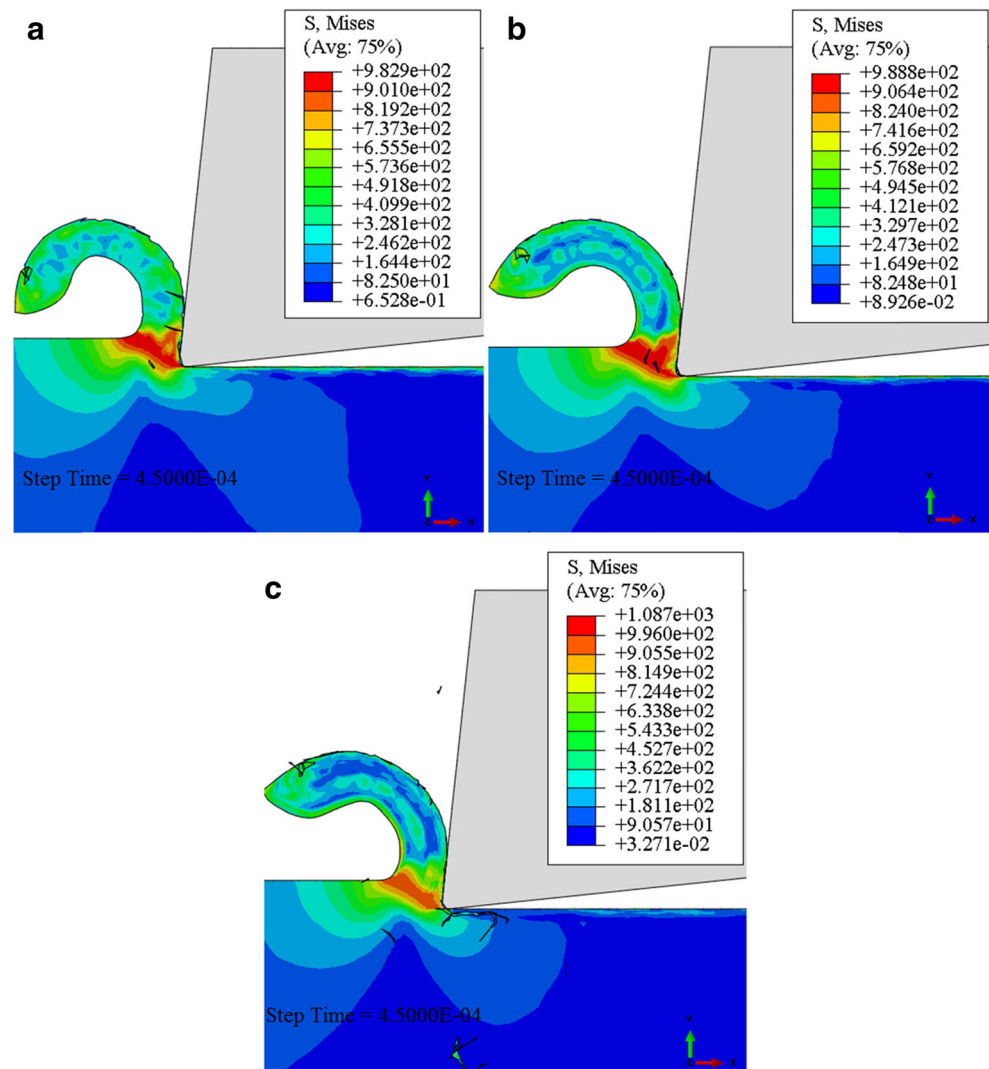 a
S, Mises
(Avg: 75%)
+9.829e+02
+9.010e+02
+8.192e+02
+7.373e+02
+6.555e+02
+5.736e+02
+4.918e+02
+4.099e+02
+3.281e+02
+2.462e+02
+1.644e+02
+8.250e+01
+6.528e-01
Step Time = 4.5000E-04
Y
Z
X
b
S, Mises
(Avg: 75%)
+9.888e+02
+9.064e+02
+8.240e+02
+7.416e+02
+6.592e+02
+5.768e+02
+4.945e+02
+4.121e+02
+3.297e+02
+2.473e+02
+1.649e+02
+8.248e+01
+8.926e-02
Step Time = 4.5000E-04
Y
Z
X
c
S, Mises
(Avg: 75%)
+1.087e+03
+9.960e+02
+9.055e+02
+8.149e+02
+7.244e+02
+6.338e+02
+5.433e+02
+4.527e+02
+3.622e+02
+2.717e+02
+1.811e+02
+9.057e+01
+3.271e-02
Step Time = 4.5000E-04
Y
Z
X